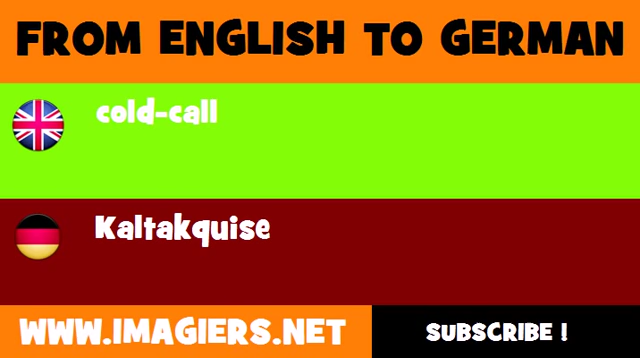 FROM ENGLISH TO GERMAN
cold-call
Kaltakquise
WWW.IMAGIERS.NET
SUBSCRIBE !